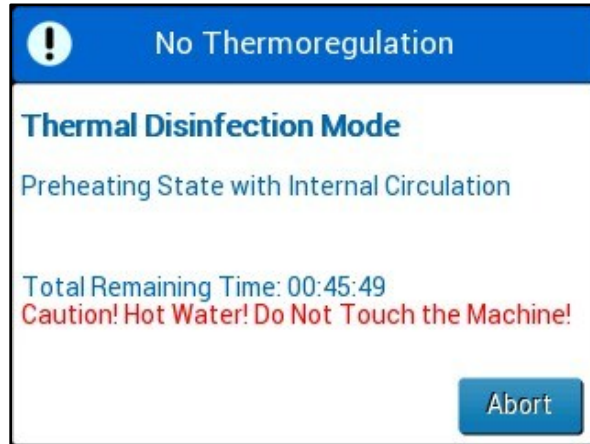 No Thermoregulation
Thermal Disinfection Mode
Preheating State with Internal Circulation
Total Remaining Time: 00:45:49
Caution! Hot Water! Do Not Touch the Machine!
Abort